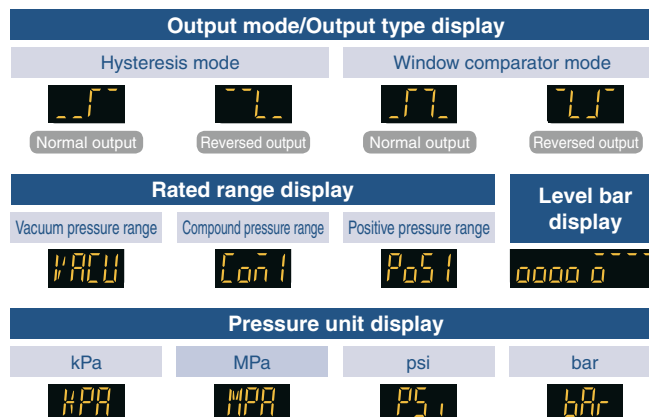 Output mode/Output type display
Hysteresis mode Window comparator mode
Normal output Reversed output Normal output Reversed output
Rated range display Level bar display
Vacuum pressure range Compound pressure range Positive pressure range
VACU Com1 PoS1
Pressure unit display
kPa MPa psi bar
KPA MPA PSi bAr